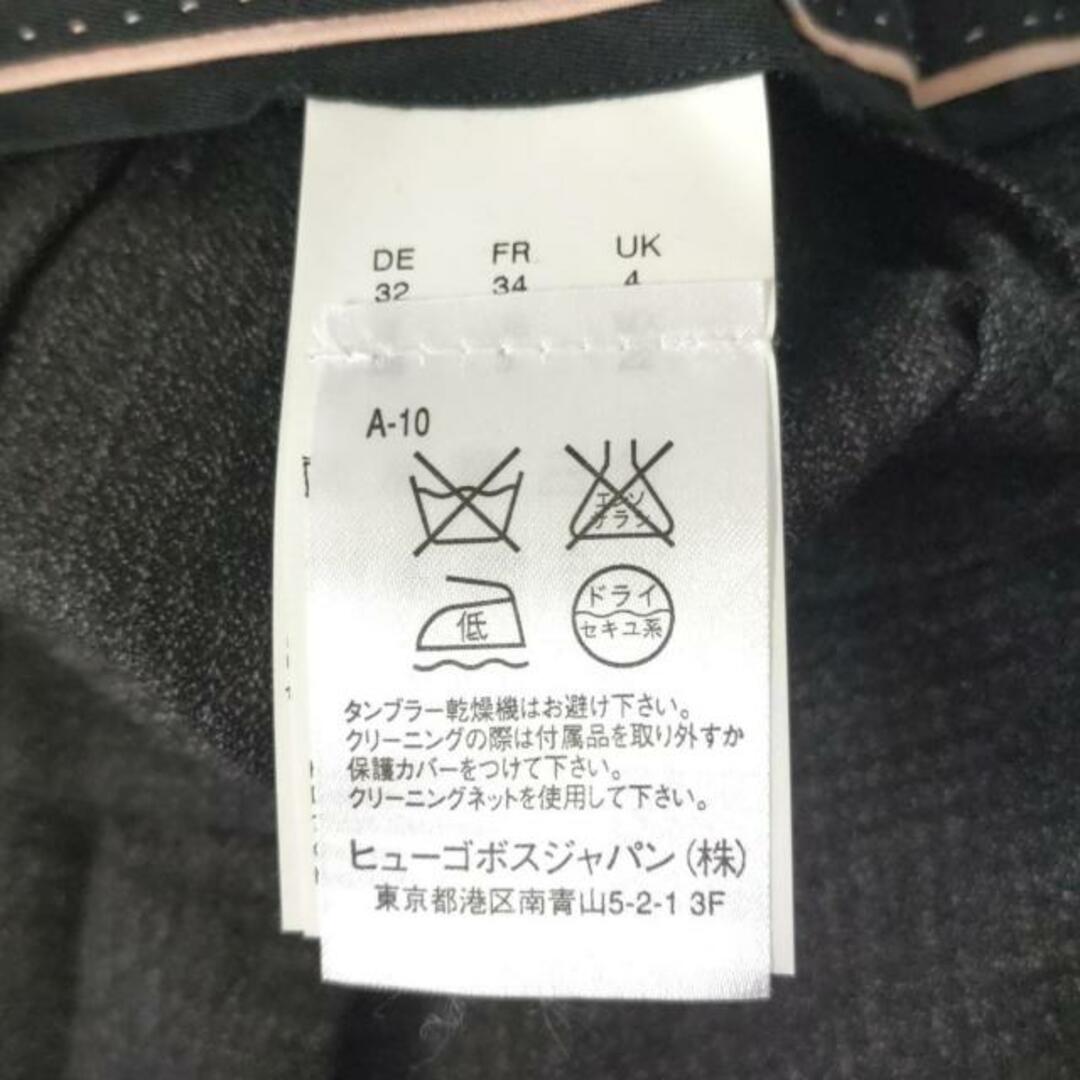 DE FR UK
32 34 4
A-10
エンソ
サラシ
低
ドライ
セキユ系
タンブラー乾燥機はお避け下さい。
クリーニングの際は付属品を取り外すか
保護カバーをつけて下さい。
クリーニングネットを使用して下さい。
ヒューゴボスジャパン(株)
東京都港区南青山5-2-1 3F